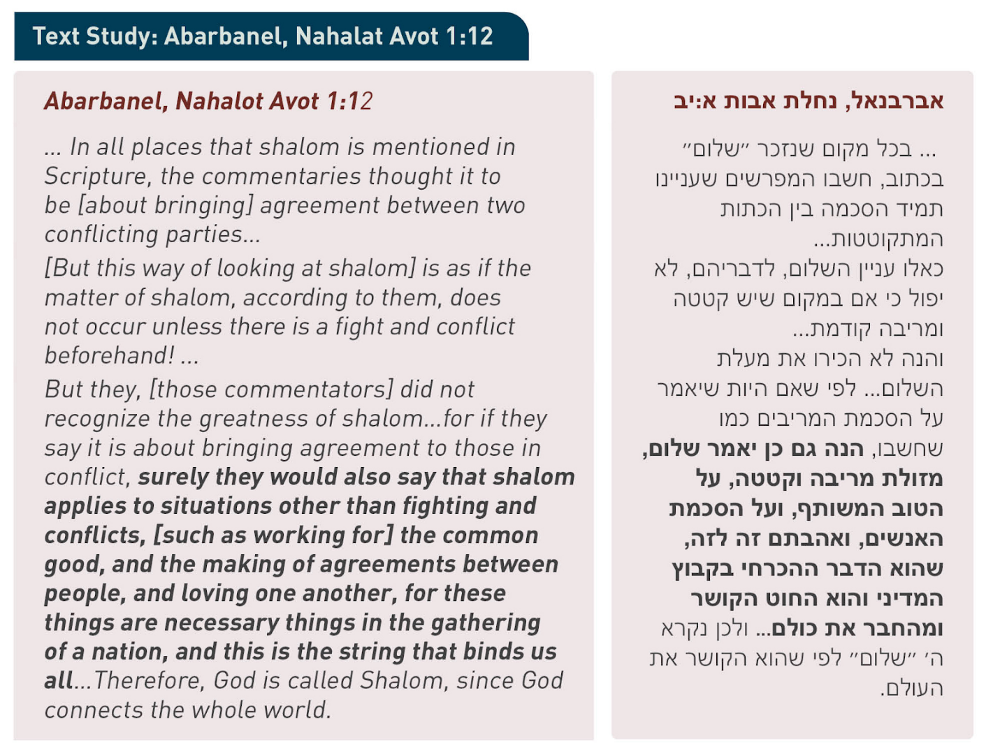 Text Study: Abarbanel, Nahalat Avot 1:12
Abarbanel, Nahalot Avot 1:12
... In all places that shalom is mentioned in
Scripture, the commentaries thought it to
be [about bringing] agreement between two
conflicting parties...
[But this way of looking at shalom] is as if the
matter of shalom, according to them, does
not occur unless there is a fight and conflict
beforehand! ...
But they, [those commentators] did not
recognize the greatness of shalom...for if they
say it is about bringing agreement to those in
conflict, surely they would also say that shalom
applies to situations other than fighting and
conflicts, [such as working for] the common
good, and the making of agreements between
people, and loving one another, for these
things are necessary things in the gathering
of a nation, and this is the string that binds us
all...Therefore, God is called Shalom, since God
connects the whole world.
אברבנאל, נחלת אבות א:יב
... בכל מקום שנזכר ״שלום״
בכתוב, חשבו המפרשים שעניינו
תמיד הסכמה בין הכתות
המתקוטטות...
כאלו עניין השלום, לדבריהם, לא
יפול כי אם במקום שיש קטטה
ומריבה קודמת...
והנה לא הכירו את מעלת
השלום... לפי שאם היות שיאמר
על הסכמת המריבים כמו
שחשבו, הנה גם כן יאמר שלום,
מזולת מריבה וקטטה, על
הטוב המשותף, ועל הסכמת
האנשים, ואהבתם זה לזה,
שהוא הדבר ההכרחי בקבוץ
המדיני והוא החוט הקושר
ומהחבר את כולם... ולכן נקרא
ה׳ ״שלום״ לפי שהוא הקושר את
העולם.